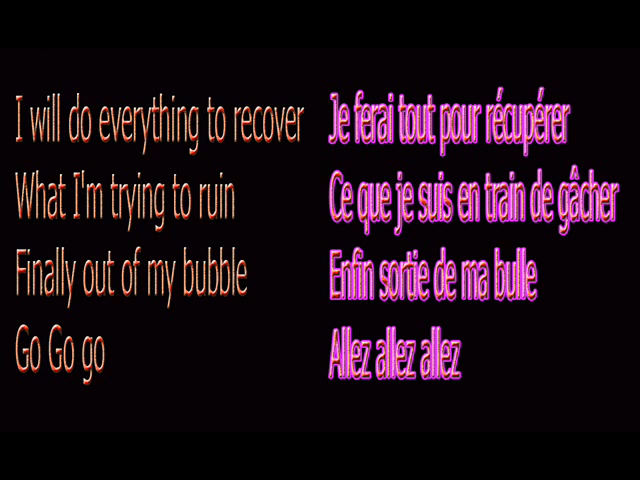 I will do everything to recover
What I'm trying to ruin
Finally out of my bubble
Go Go go
Je ferai tout pour récupérer
Ce que je suis en train de gâcher
Enfin sortie de ma bulle
Allez allez allez